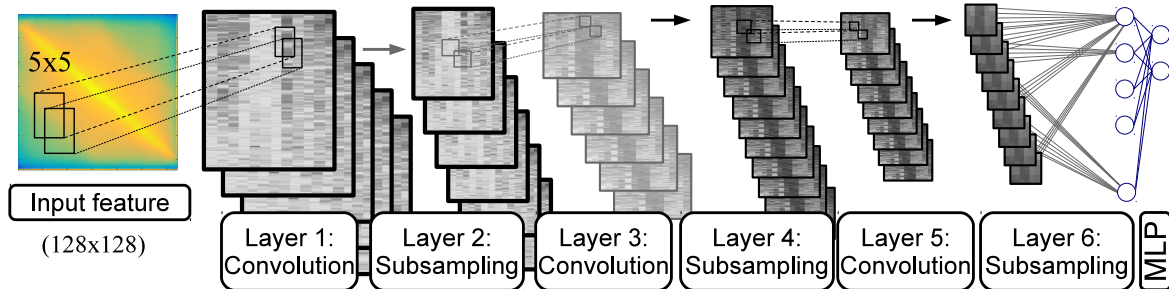 5x5
Input feature
(128x128)
Layer 1:
Convolution
Layer 2:
Subsampling
Layer 3:
Convolution
Layer 4:
Subsampling
Layer 5:
Convolution
Layer 6:
Subsampling
MLP